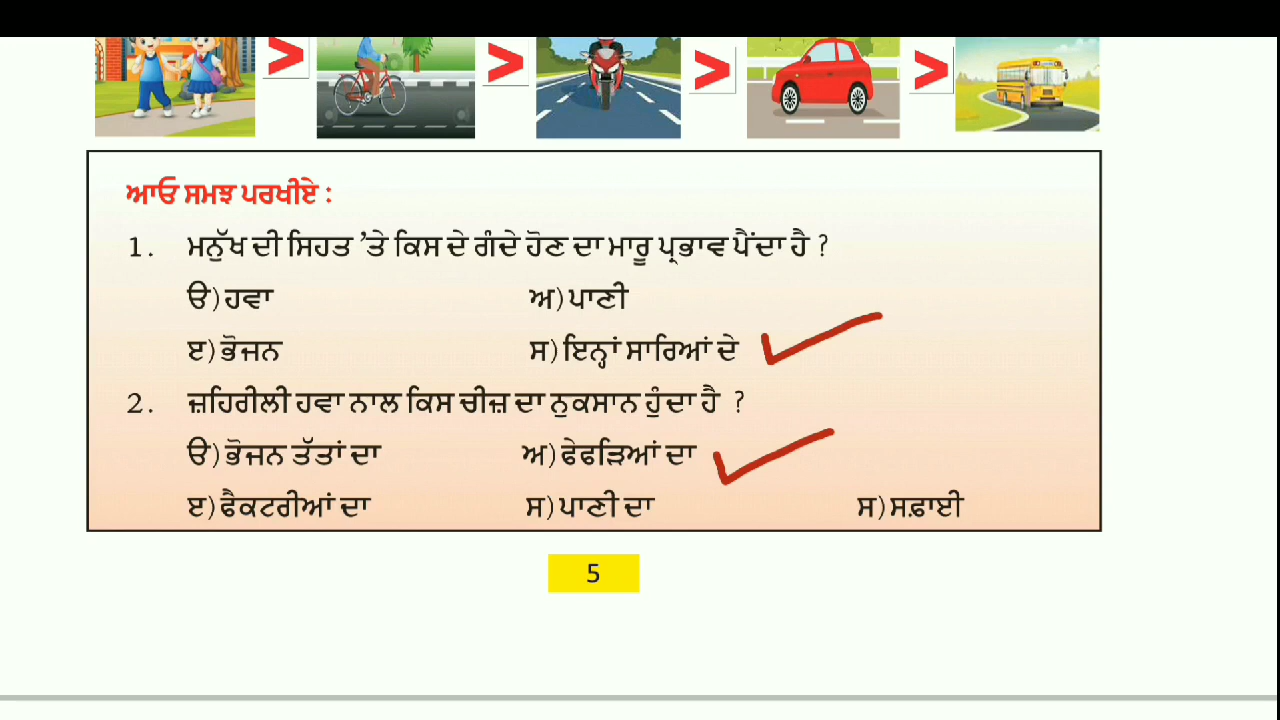 ਆਓ ਸਮਝ ਪਰਖੀਏ :
1. ਮਨੁੱਖ ਦੀ ਸਿਹਤ ’ਤੇ ਕਿਸ ਦੇ ਗੰਦੇ ਹੋਣ ਦਾ ਮਾਰੂ ਪ੍ਰਭਾਵ ਪੈਂਦਾ ਹੈ ?
ੳ) ਹਵਾ ਅ) ਪਾਣੀ
ੲ) ਭੋਜਨ ਸ) ਇਨ੍ਹਾਂ ਸਾਰਿਆਂ ਦੇ
2. ਜ਼ਹਿਰੀਲੀ ਹਵਾ ਨਾਲ ਕਿਸ ਚੀਜ਼ ਦਾ ਨੁਕਸਾਨ ਹੁੰਦਾ ਹੈ ?
ੳ) ਭੋਜਨ ਤੱਤਾਂ ਦਾ ਅ) ਫੇਫੜਿਆਂ ਦਾ
ੲ) ਫੈਕਟਰੀਆਂ ਦਾ ਸ) ਪਾਣੀ ਦਾ ਸ) ਸਫ਼ਾਈ
5